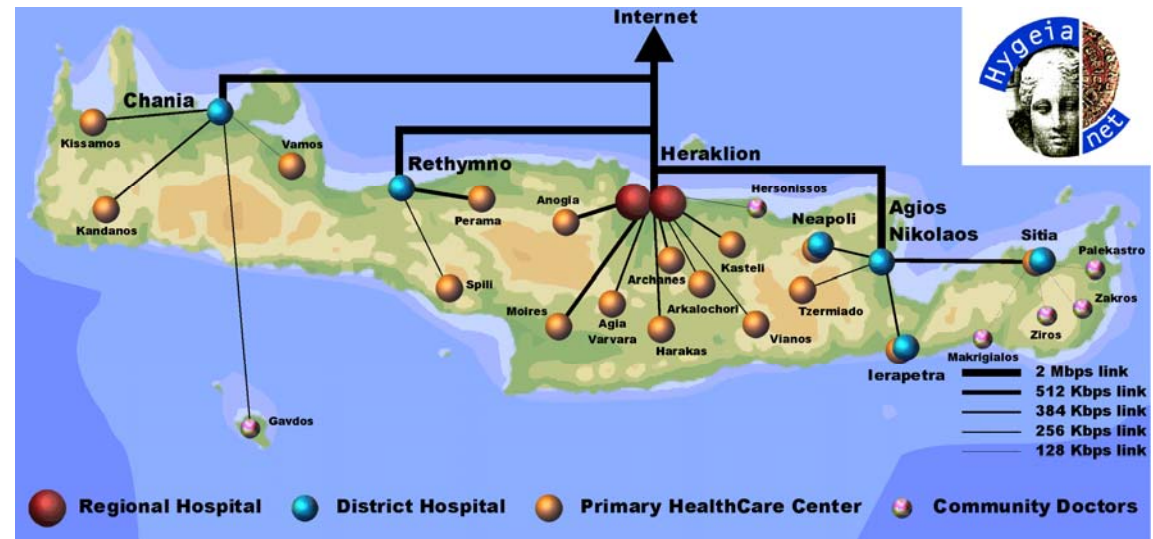 Internet
Hygeia
net
Chania
Kissamos
Vamos
Kandanos
Rethymno
Perama
Spili
Heraklion
Hersonissos
Anogia
Kasteli
Archanes
Arkalochori
Moires
Agia
Varvara
Harakas
Vianos
Neapoli
Agios
Nikolaos
Tzermiado
Sitia
Palekastro
Zakros
Ziros
Makrigialos
Ierapetra
Gavdos
2 Mbps link
512 Kbps link
384 Kbps link
256 Kbps link
128 Kbps link
Regional Hospital
District Hospital
Primary HealthCare Center
Community Doctors